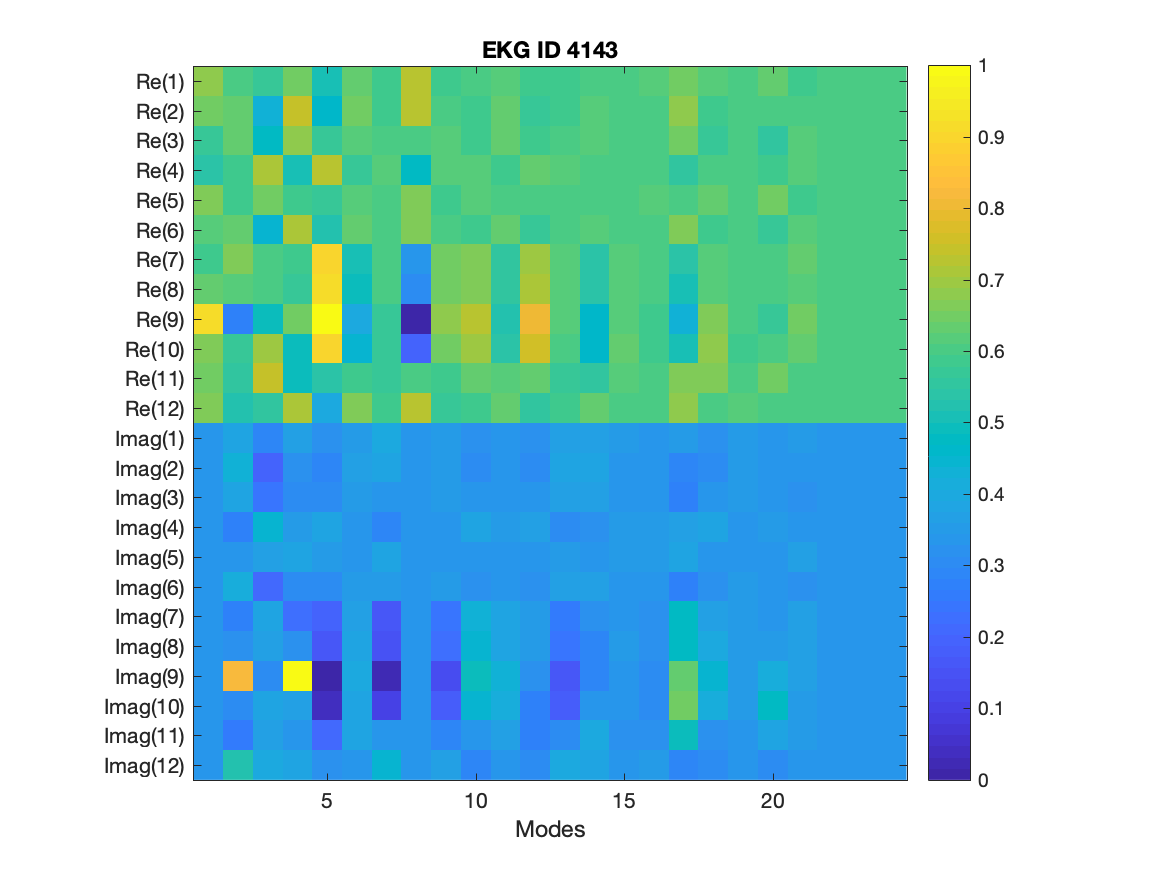 EKG ID 4143
Re(1)
Re(2)
Re(3)
Re(4)
Re(5)
Re(6)
Re(7)
Re(8)
Re(9)
Re(10)
Re(11)
Re(12)
Imag(1)
Imag(2)
Imag(3)
Imag(4)
Imag(5)
Imag(6)
Imag(7)
Imag(8)
Imag(9)
Imag(10)
Imag(11)
Imag(12)
5 10 15 20
Modes
1
0.9
0.8
0.7
0.6
0.5
0.4
0.3
0.2
0.1
0